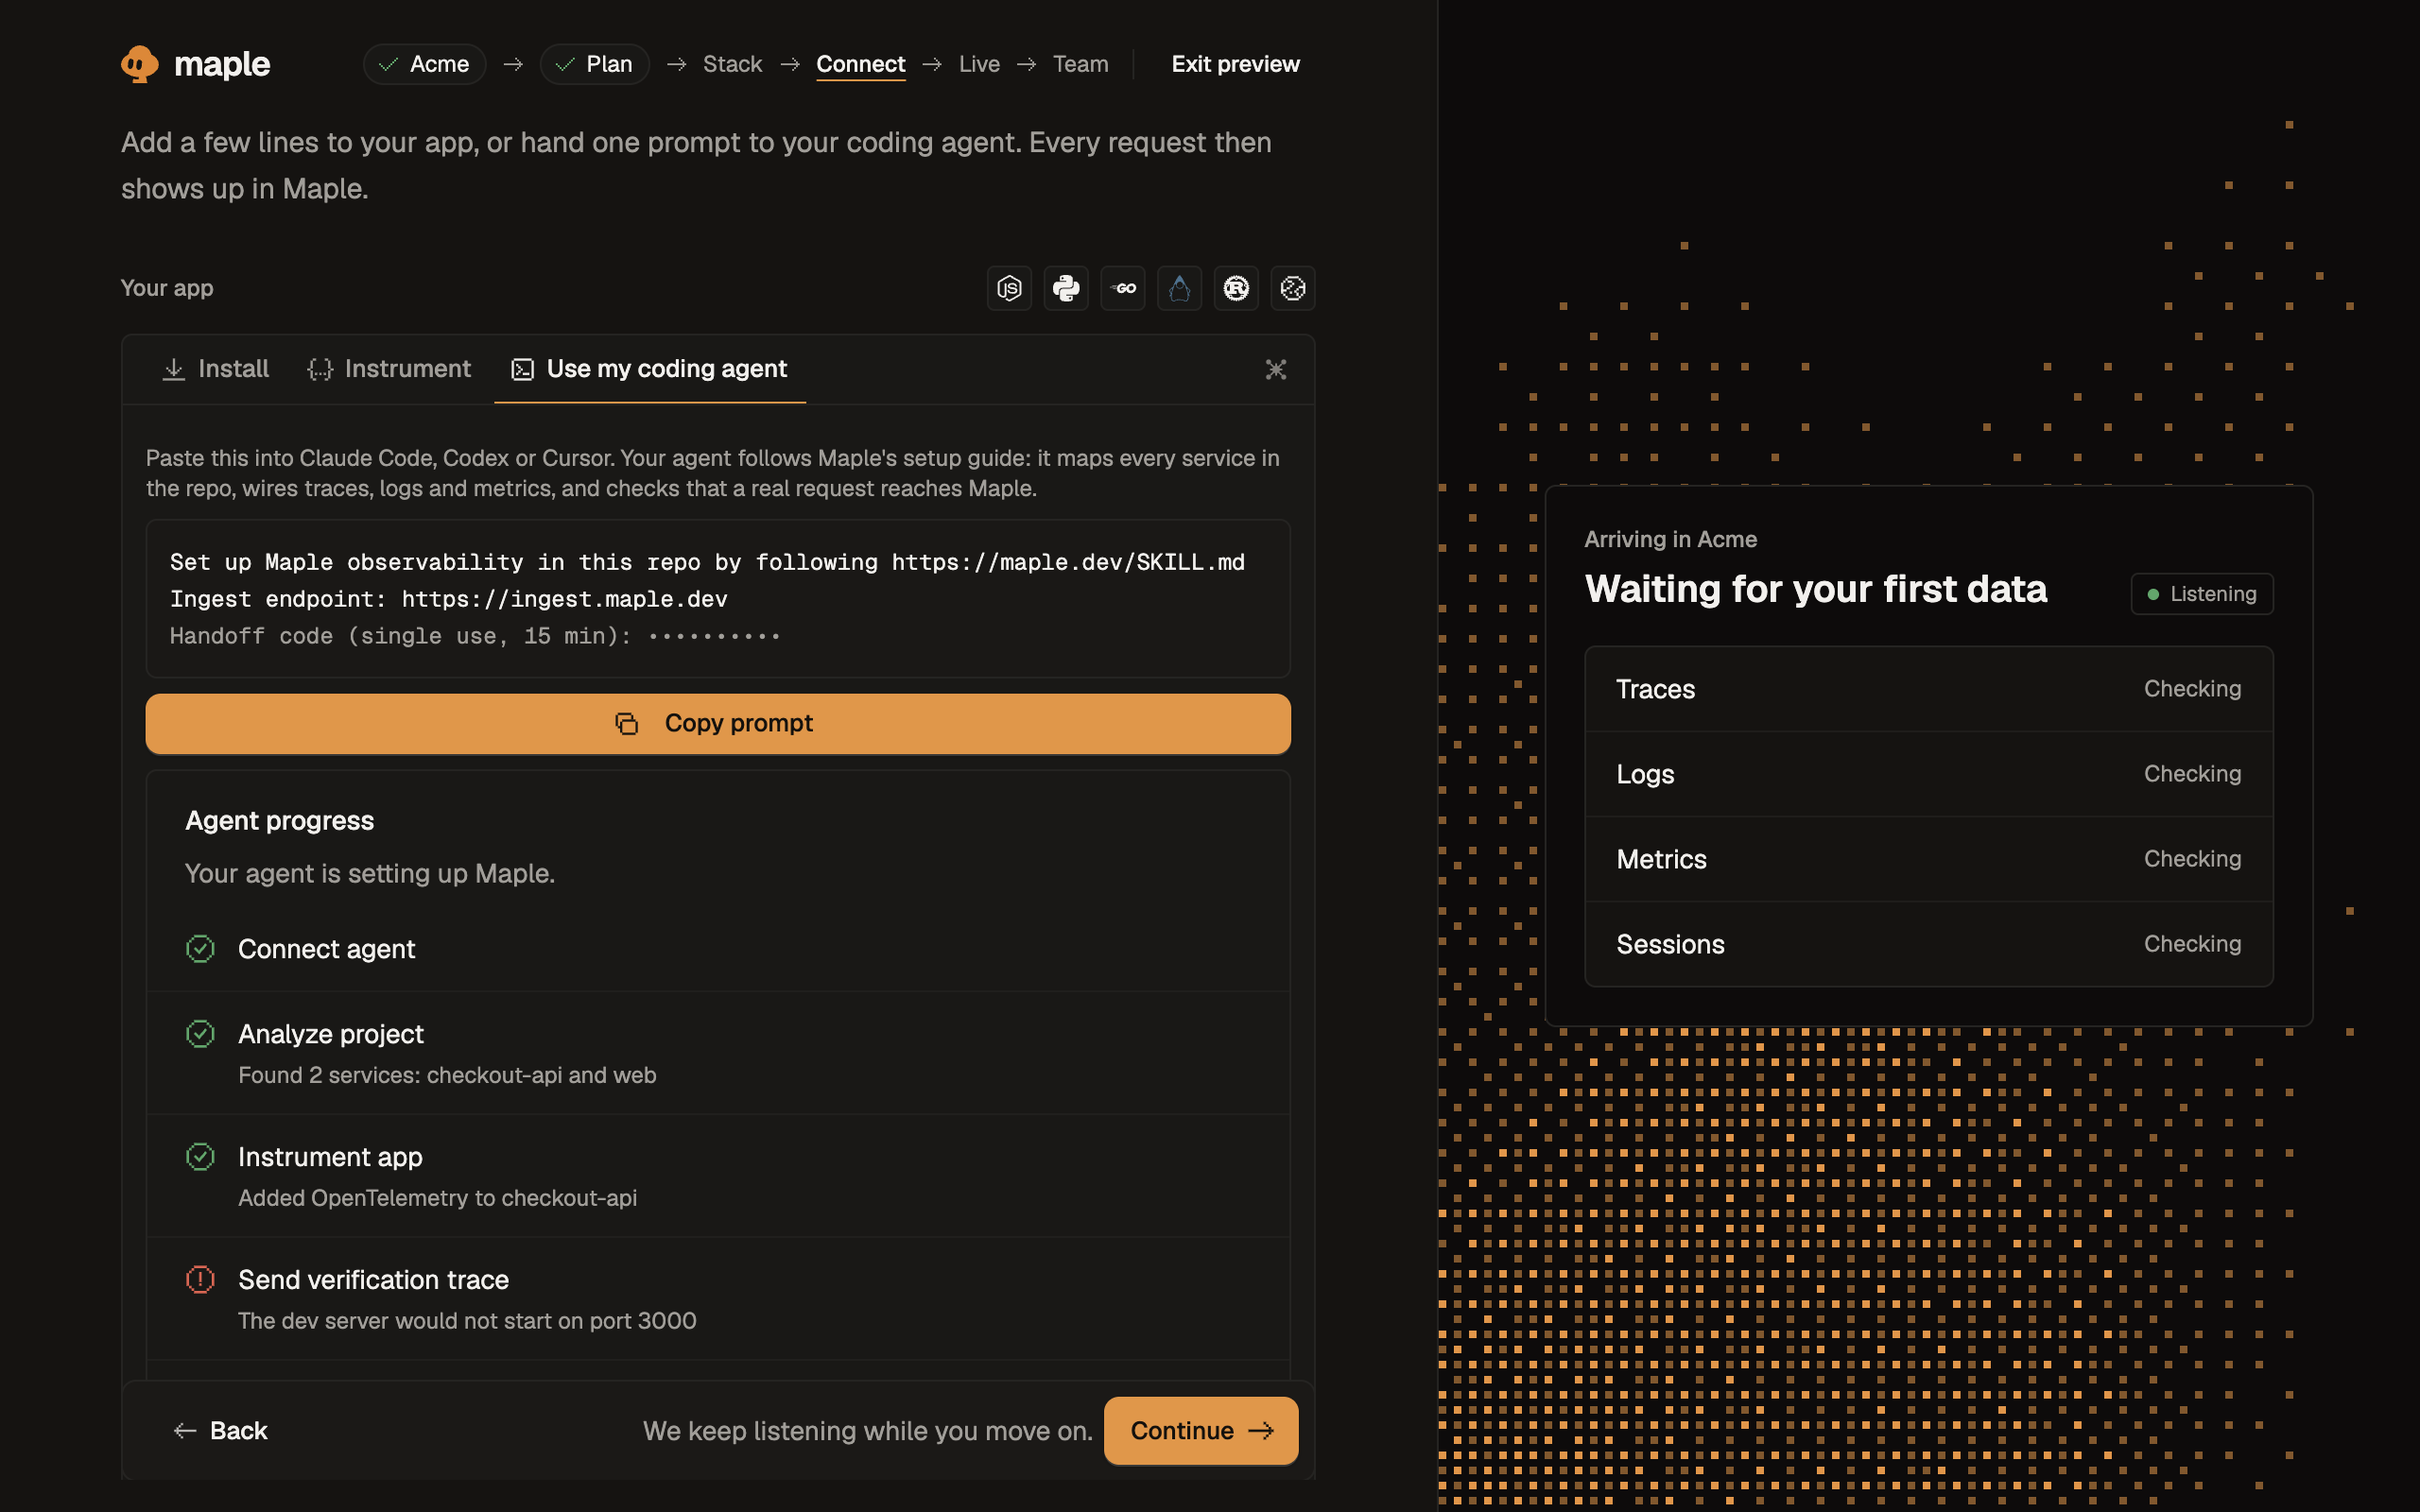 maple
Acme → Plan → Stack → Connect → Live → Team
Exit preview
Add a few lines to your app, or hand one prompt to your coding agent. Every request then
shows up in Maple.
Your app
JS
GO
R
Install
Instrument
Use my coding agent
Paste this into Claude Code, Codex or Cursor. Your agent follows Maple's setup guide: it maps every service in
the repo, wires traces, logs and metrics, and checks that a real request reaches Maple.
Set up Maple observability in this repo by following https://maple.dev/SKILL.md
Ingest endpoint: https://ingest.maple.dev
Handoff code (single use, 15 min): ••••••••••
Copy prompt
Agent progress
Your agent is setting up Maple.
Connect agent
Analyze project
Found 2 services: checkout-api and web
Instrument app
Added OpenTelemetry to checkout-api
Send verification trace
The dev server would not start on port 3000
← Back
We keep listening while you move on.
Continue →
Arriving in Acme
Waiting for your first data
Listening
Traces Checking
Logs Checking
Metrics Checking
Sessions Checking